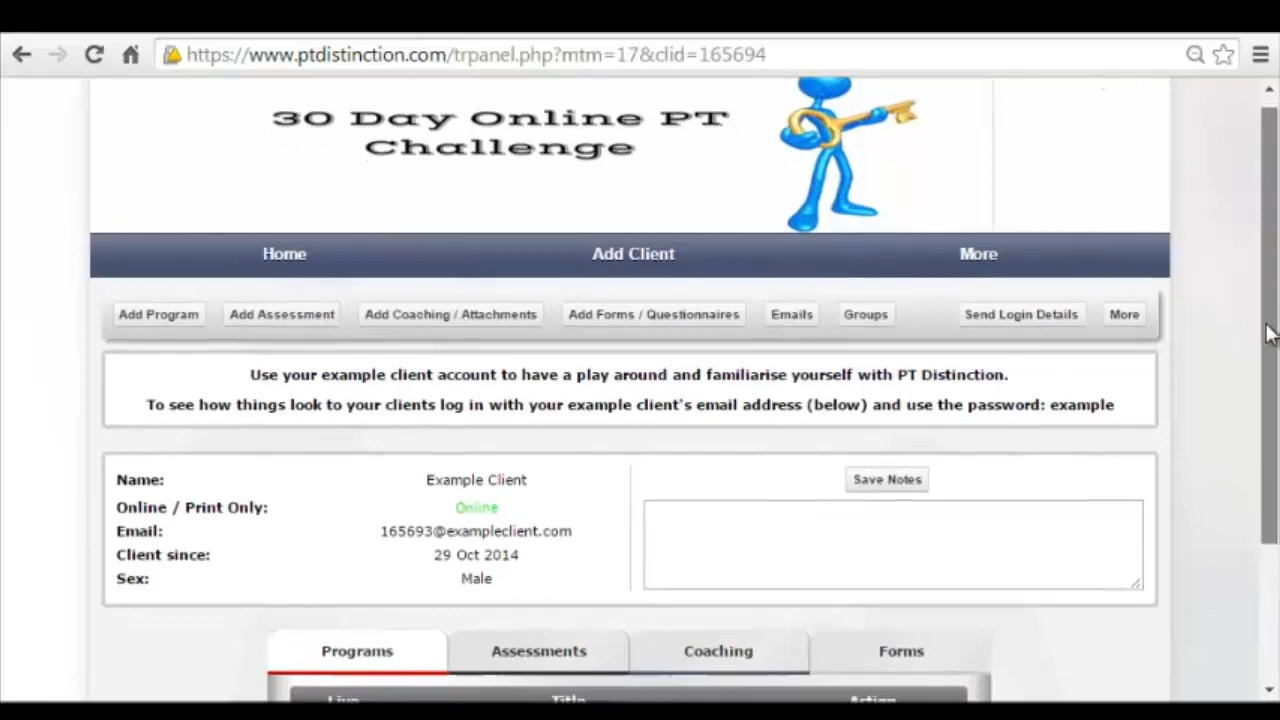 https://www.ptdistinction.com/trpanel.php?mtm=17&clid=165694
30 Day Online PT
Challenge
Home Add Client More
Add Program Add Assessment Add Coaching / Attachments Add Forms / Questionnaires Emails Groups Send Login Details More
Use your example client account to have a play around and familiarise yourself with PT Distinction.
To see how things look to your clients log in with your example client's email address (below) and use the password: example
Name: Example Client
Save Notes
Online / Print Only: Online
Email: 165693@exampleclient.com
Client since: 29 Oct 2014
Sex: Male
Programs Assessments Coaching Forms
Live Title Action